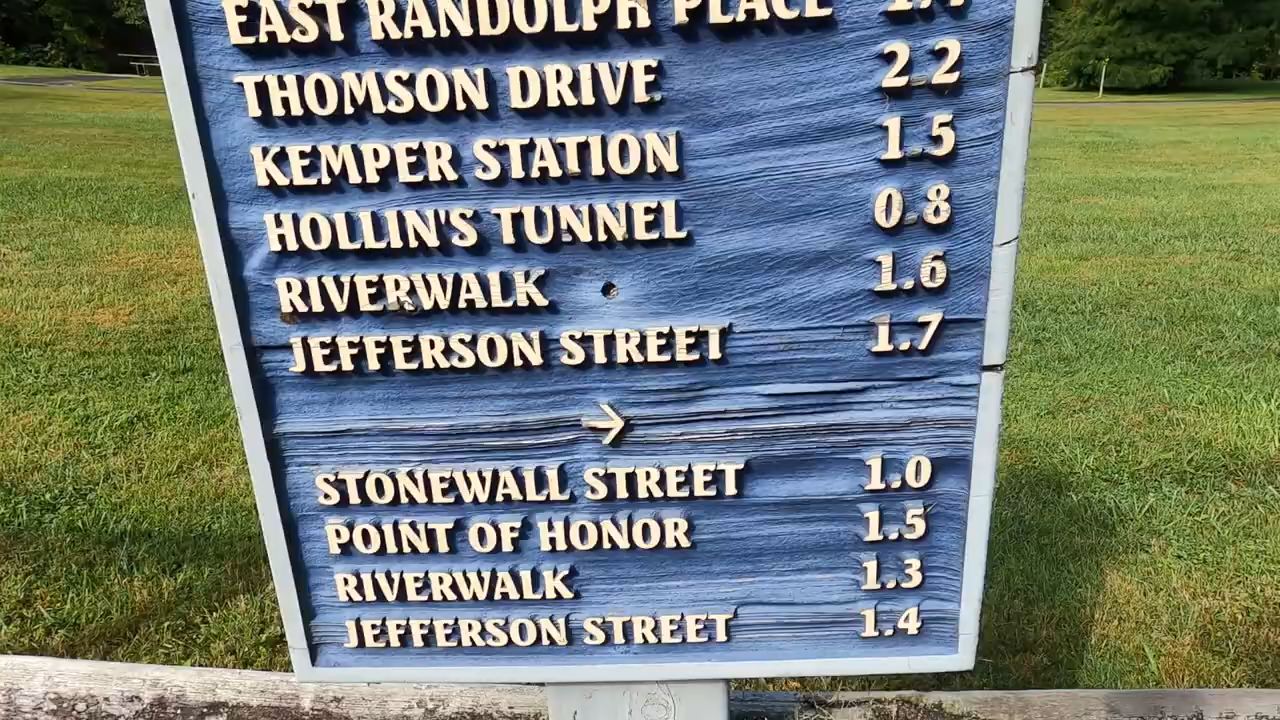 EAST RANDOLPH PLACE
THOMSON DRIVE 2.2
KEMPER STATION 1.5
HOLLIN'S TUNNEL 0.8
RIVERWALK 1.6
JEFFERSON STREET 1.7
→
STONEWALL STREET 1.0
POINT OF HONOR 1.5
RIVERWALK 1.3
JEFFERSON STREET 1.4